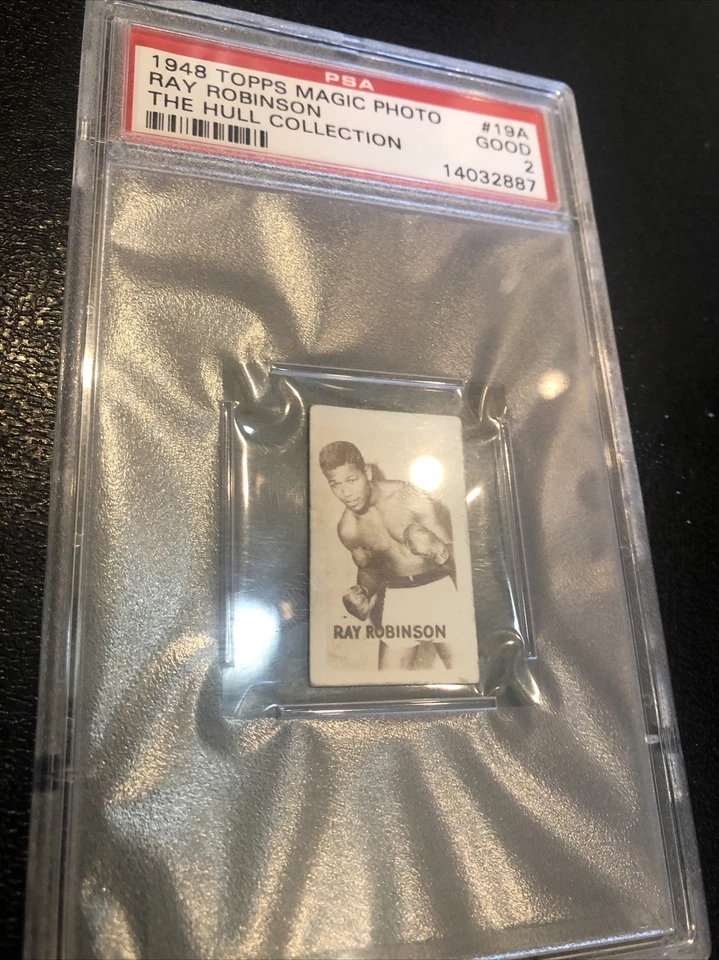 PSA
1948 TOPPS MAGIC PHOTO #19A
RAY ROBINSON GOOD
THE HULL COLLECTION 2
14032887
RAY ROBINSON